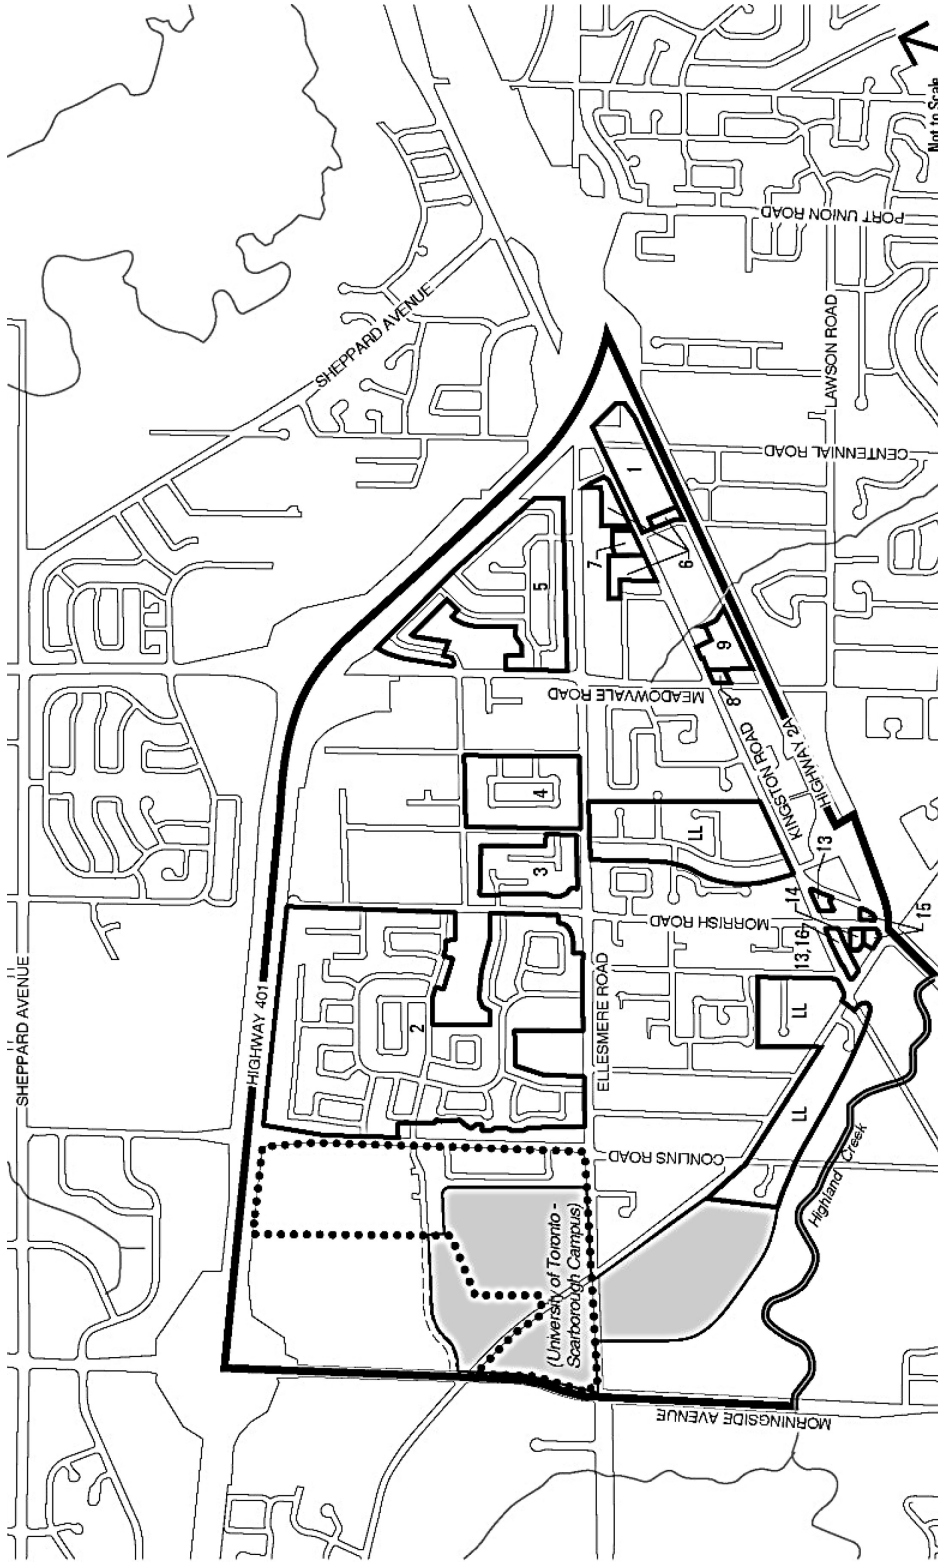 SHEPPARD AVENUE
SHEPPARD AVENUE
HIGHWAY 401
PORT UNION ROAD
LAWSON ROAD
CENTENNIAL ROAD
MEADOWVALE ROAD
KINGSTON ROAD
HIGHWAY 2A
MORRISH ROAD
ELLESMERE ROAD
CONLINS ROAD
MORNINGSIDE AVENUE
Highland Creek
(University of Toronto -
Scarborough Campus)
1
2
3
4
5
6
7
8
9
13
14
13,16
15
LL
LL
LL
Not to Scale